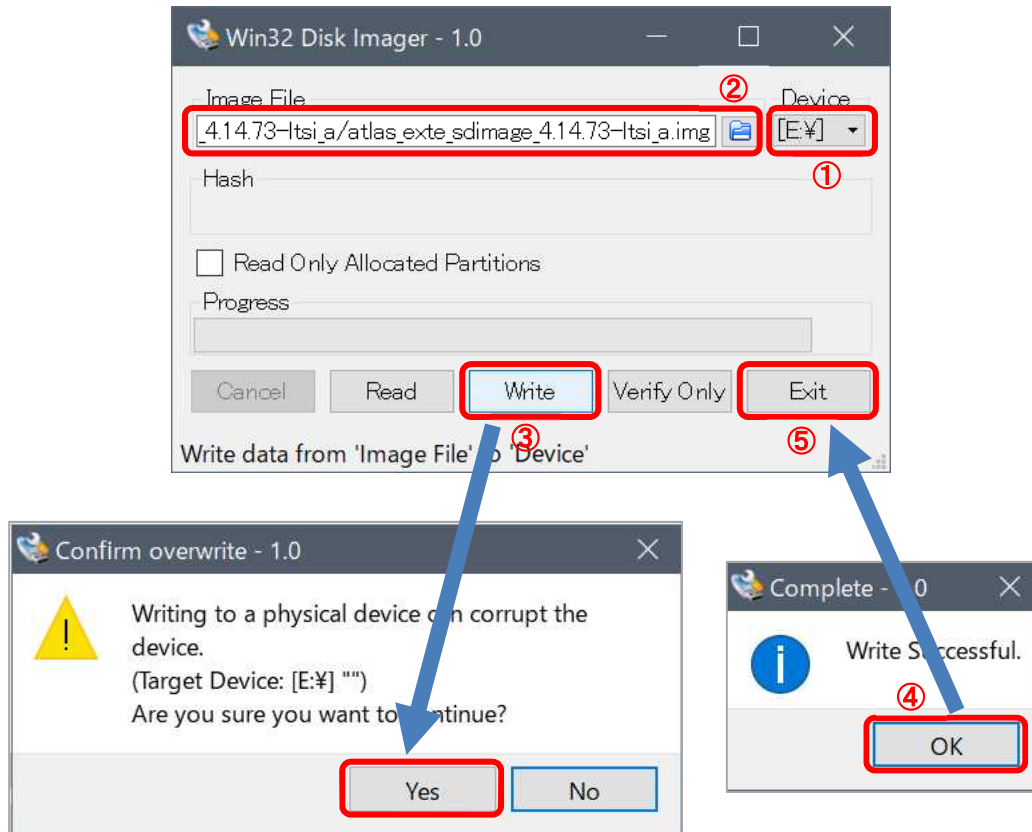 Win32 Disk Imager - 1.0
Image File
②
Device
_4.14.73-ltsi_a/atlas_exte_sdimage_4.14.73-ltsi_a.img
[E:¥]
①
Hash
Read Only Allocated Partitions
Progress
Cancel
Read
Write
Verify Only
Exit
③
⑤
Write data from 'Image File' to 'Device'
Confirm overwrite - 1.0
Writing to a physical device can corrupt the
device.
(Target Device: [E:¥] "")
Are you sure you want to continue?
Yes
No
Complete - 1.0
Write Successful.
④
OK